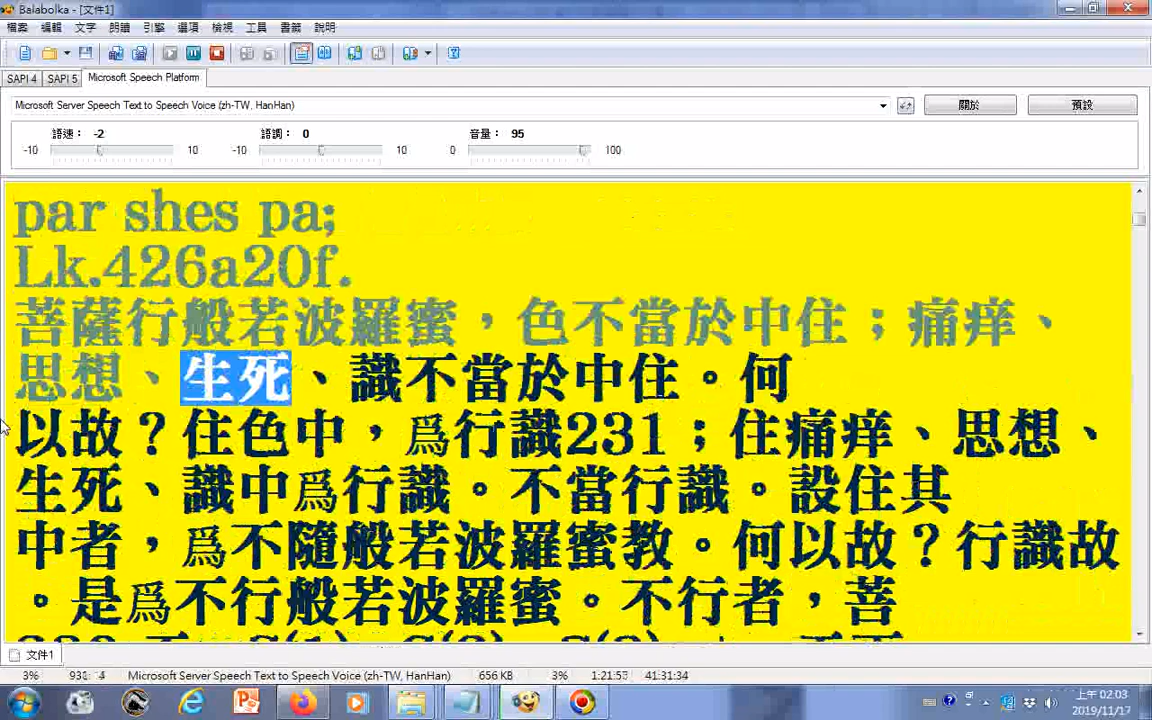 Balabolka - [文件1]
檔案 編輯 文字 朗讀 引擎 選項 檢視 工具 書籤 說明
SAPI 4 SAPI 5 Microsoft Speech Platform
Microsoft Server Speech Text to Speech Voice (zh-TW, HanHan) 關於 預設
語速： -2 語調： 0 音量： 95
-10 10 -10 10 0 100
par shes pa;
Lk.426a20f.
菩薩行般若波羅蜜，色不當於中住；痛痒、
思想、生死、識不當於中住。何
以故？住色中，爲行識231；住痛痒、思想、
生死、識中爲行識。不當行識。設住其
中者，爲不隨般若波羅蜜教。何以故？行識故
。是爲不行般若波羅蜜。不行者，菩
文件1
3% Microsoft Server Speech Text to Speech Voice (zh-TW, HanHan) 656 KB 3% 1:21:53 41:31:34
上午 02:03
2019/11/17